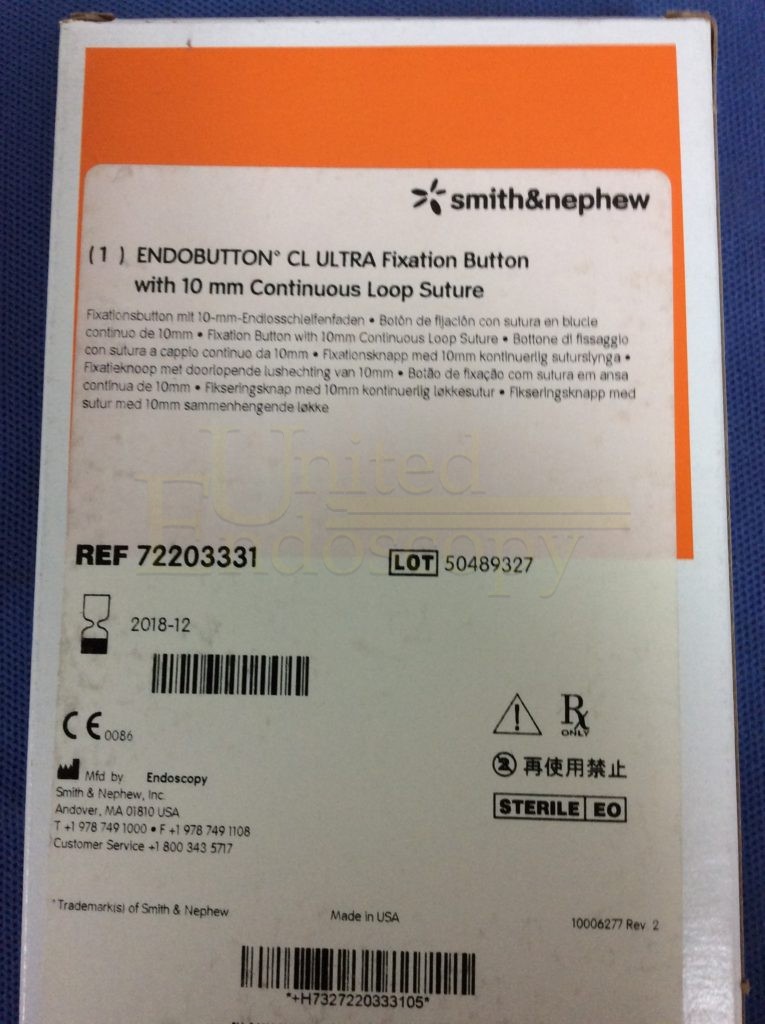 smith&nephew
(1) ENDOBUTTON° CL ULTRA Fixation Button
with 10 mm Continuous Loop Suture
Fixationsbutton mit 10-mm-Endlosschleifenfaden • Botón de fijación con sutura en blucle
continuo de 10mm • Fixation Button with 10mm Continuous Loop Suture • Bottone di fissaggio
con sutura a cappio continuo da 10mm • Fixationsknapp med 10mm kontinuerlig suturslynga •
Fixatieknoop met doorlopende lushechting van 10mm • Botão de fixação com sutura em ansa
contínua de 10mm • Fikseringsknap med 10mm kontinuerlig løkkesutur • Fikseringsknapp med
sutur med 10mm sammenhengende løkke
United
Endoscopy
REF 72203331
LOT 50489327
2018-12
CE 0086
Rx
ONLY
2 再使用禁止
STERILE EO
Mfd by Endoscopy
Smith & Nephew, Inc.
Andover, MA 01810 USA
T +1 978 749 1000 • F +1 978 749 1108
Customer Service +1 800 343 5717
°Trademark(s) of Smith & Nephew
Made in USA
10006277 Rev. 2
*+H7327220333105*